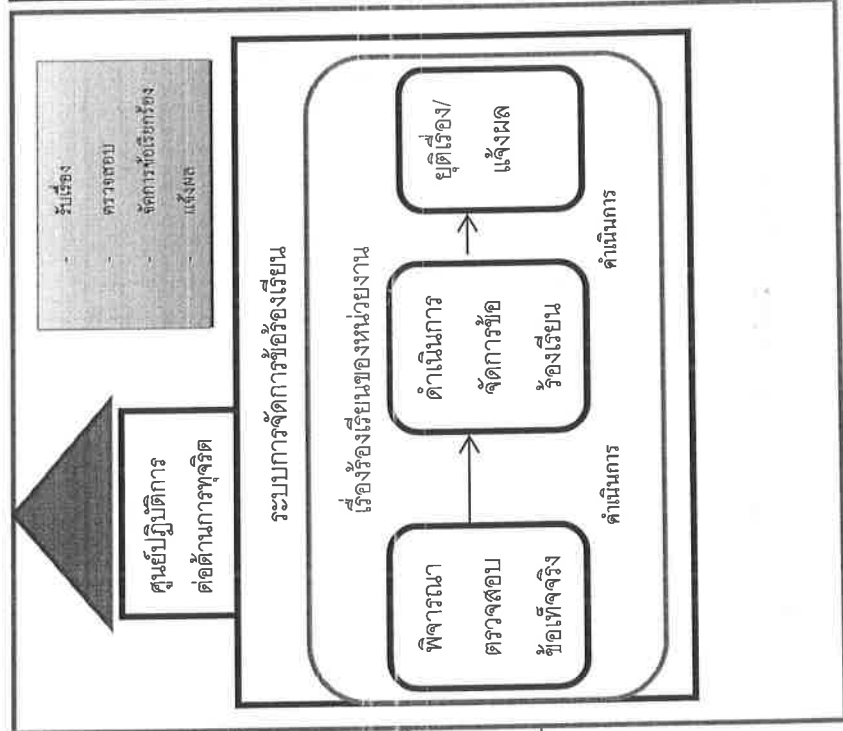 ศูนย์ปฏิบัติการ
ต่อต้านการทุจริต
- รับเรื่อง
- ตรวจสอบ
- จัดการข้อเรียกร้อง
- แจ้งผล
ระบบการจัดการข้อร้องเรียน
เรื่องร้องเรียนของหน่วยงาน
พิจารณา
ตรวจสอบ
ข้อเท็จจริง
ดำเนินการ
จัดการข้อ
ร้องเรียน
ยุติเรื่อง/
แจ้งผล
ดำเนินการ
ดำเนินการ